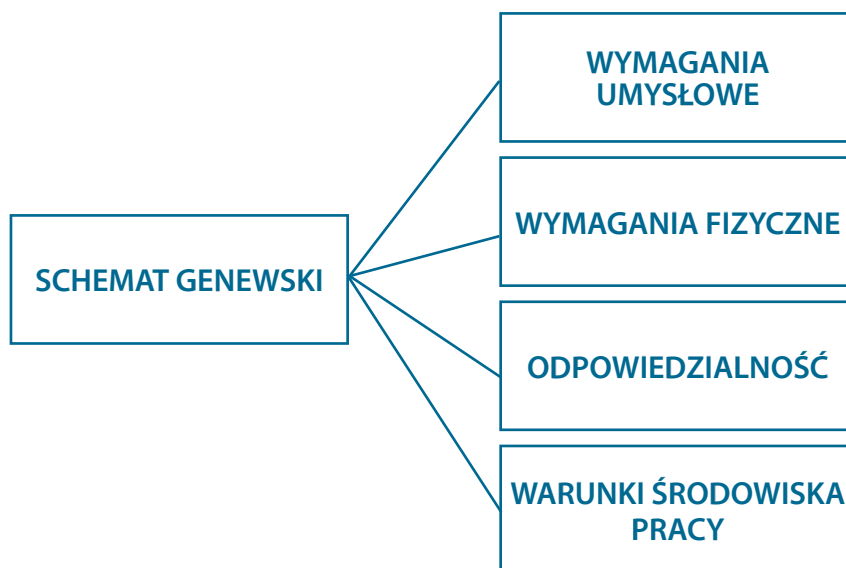 WYMAGANIA
UMYSŁOWE
WYMAGANIA FIZYCZNE
SCHEMAT GENEWSKI
ODPOWIEDZIALNOŚĆ
WARUNKI ŚRODOWISKA
PRACY